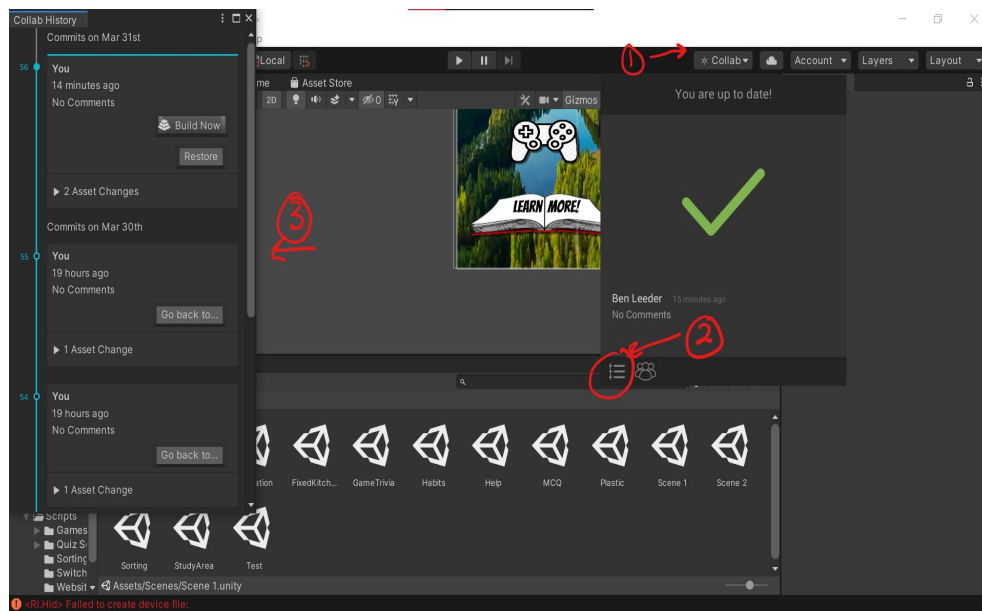 Collab History
Commits on Mar 31st
56
You
14 minutes ago
No Comments
Build Now
Restore
2 Asset Changes
Commits on Mar 30th
55
You
19 hours ago
No Comments
Go back to...
1 Asset Change
54
You
19 hours ago
No Comments
Go back to...
1 Asset Change
Local
1
Collab
Account
Layers
Layout
me
Asset Store
2D
0
Gizmos
You are up to date!
LEARN MORE!
3
Ben Leeder 15 minutes ago
No Comments
2
ation
FixedKitch...
GameTrivia
Habits
Help
MCQ
Plastic
Scene 1
Scene 2
Scripts
Games
Quiz S
Sorting
Switch
Websit
Sorting
StudyArea
Test
Assets/Scenes/Scene 1.unity
<RI.Hid> Failed to create device file: